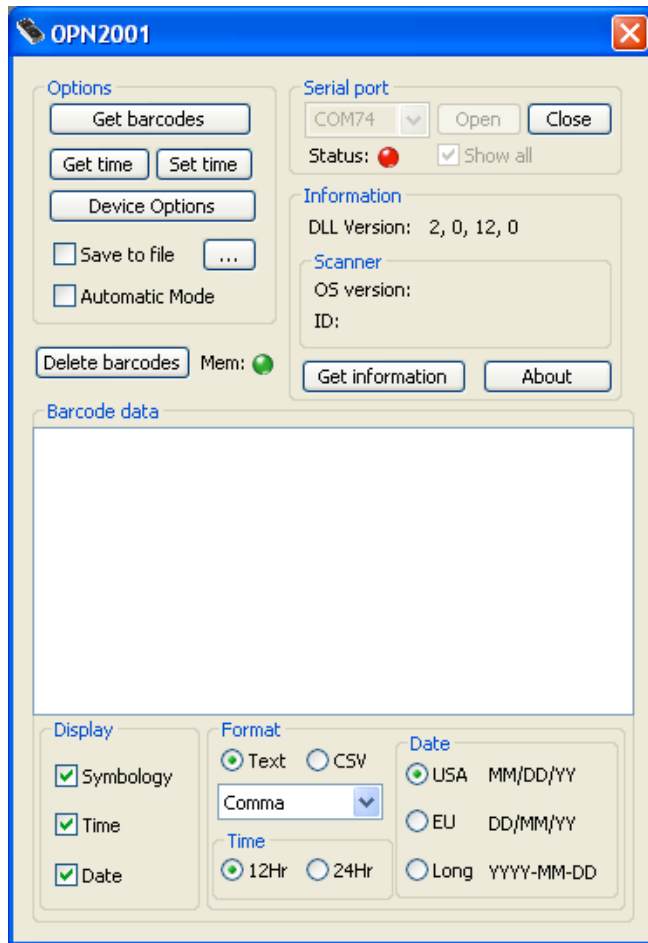 OPN2001
Options
Get barcodes
Get time Set time
Device Options
Save to file ...
Automatic Mode
Delete barcodes Mem:
Serial port
COM74 Open Close
Status: Show all
Information
DLL Version: 2, 0, 12, 0
Scanner
OS version:
ID:
Get information About
Barcode data
Display
Symbology
Time
Date
Format
Text CSV
Comma
Time
12Hr 24Hr
Date
USA MM/DD/YY
EU DD/MM/YY
Long YYYY-MM-DD